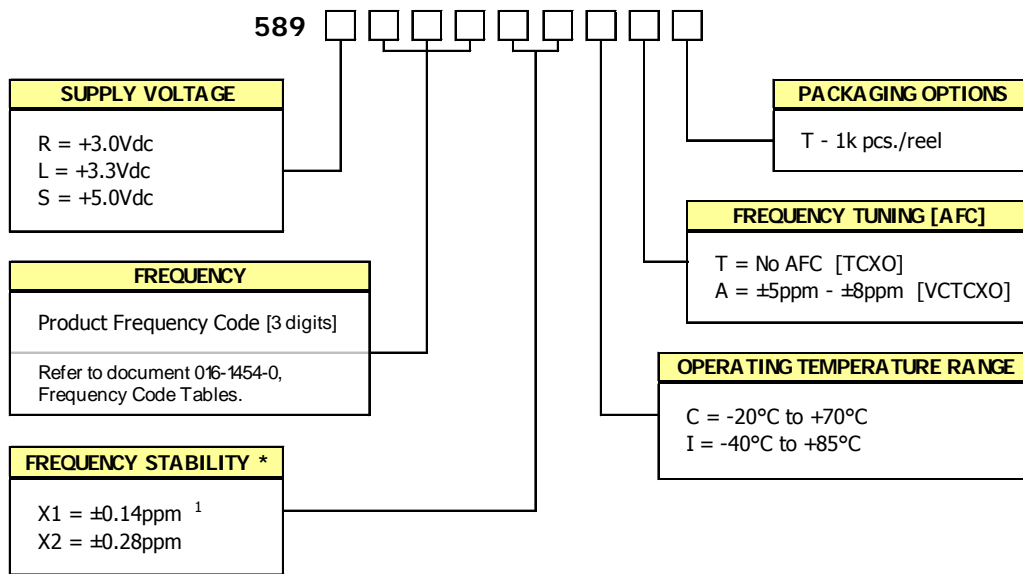 589
SUPPLY VOLTAGE
R = +3.0Vdc
L = +3.3Vdc
S = +5.0Vdc
FREQUENCY
Product Frequency Code [3 digits]
Refer to document 016-1454-0,
Frequency Code Tables.
FREQUENCY STABILITY *
X1 = ±0.14ppm 1
X2 = ±0.28ppm
PACKAGING OPTIONS
T - 1k pcs./reel
FREQUENCY TUNING [AFC]
T = No AFC [TCXO]
A = ±5ppm - ±8ppm [VCTCXO]
OPERATING TEMPERATURE RANGE
C = -20°C to +70°C
I = -40°C to +85°C